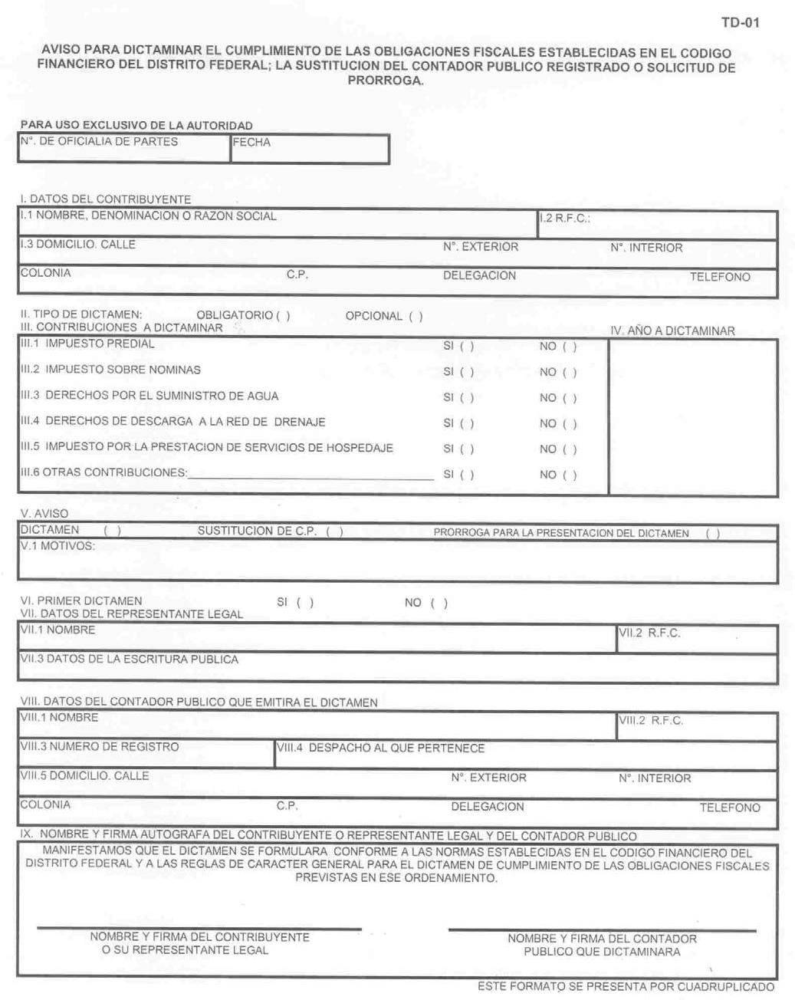 TD-01
AVISO PARA DICTAMINAR EL CUMPLIMIENTO DE LAS OBLIGACIONES FISCALES ESTABLECIDAS EN EL CODIGO
FINANCIERO DEL DISTRITO FEDERAL; LA SUSTITUCION DEL CONTADOR PUBLICO REGISTRADO O SOLICITUD DE
PRORROGA.
PARA USO EXCLUSIVO DE LA AUTORIDAD
N°. DE OFICIALIA DE PARTES FECHA
I. DATOS DEL CONTRIBUYENTE
I.1 NOMBRE, DENOMINACION O RAZON SOCIAL I.2 R.F.C.:
I.3 DOMICILIO. CALLE N°. EXTERIOR N°. INTERIOR
COLONIA C.P. DELEGACION TELEFONO
II. TIPO DE DICTAMEN: OBLIGATORIO ( ) OPCIONAL ( )
III. CONTRIBUCIONES A DICTAMINAR IV. AÑO A DICTAMINAR
III.1 IMPUESTO PREDIAL SI ( ) NO ( )
III.2 IMPUESTO SOBRE NOMINAS SI ( ) NO ( )
III.3 DERECHOS POR EL SUMINISTRO DE AGUA SI ( ) NO ( )
III.4 DERECHOS DE DESCARGA A LA RED DE DRENAJE SI ( ) NO ( )
III.5 IMPUESTO POR LA PRESTACION DE SERVICIOS DE HOSPEDAJE SI ( ) NO ( )
III.6 OTRAS CONTRIBUCIONES:____ SI ( ) NO ( )
V. AVISO
DICTAMEN ( ) SUSTITUCION DE C.P. ( ) PRORROGA PARA LA PRESENTACION DEL DICTAMEN ( )
V.1 MOTIVOS:
VI. PRIMER DICTAMEN SI ( ) NO ( )
VII. DATOS DEL REPRESENTANTE LEGAL
VII.1 NOMBRE VII.2 R.F.C.
VII.3 DATOS DE LA ESCRITURA PUBLICA
VIII. DATOS DEL CONTADOR PUBLICO QUE EMITIRA EL DICTAMEN
VIII.1 NOMBRE VIII.2 R.F.C.
VIII.3 NUMERO DE REGISTRO VIII.4 DESPACHO AL QUE PERTENECE
VIII.5 DOMICILIO. CALLE N°. EXTERIOR N°. INTERIOR
COLONIA C.P. DELEGACION TELEFONO
IX. NOMBRE Y FIRMA AUTOGRAFA DEL CONTRIBUYENTE O REPRESENTANTE LEGAL Y DEL CONTADOR PUBLICO
MANIFESTAMOS QUE EL DICTAMEN SE FORMULARA CONFORME A LAS NORMAS ESTABLECIDAS EN EL CODIGO FINANCIERO DEL
DISTRITO FEDERAL Y A LAS REGLAS DE CARACTER GENERAL PARA EL DICTAMEN DE CUMPLIMIENTO DE LAS OBLIGACIONES FISCALES
PREVISTAS EN ESE ORDENAMIENTO.
NOMBRE Y FIRMA DEL CONTRIBUYENTE NOMBRE Y FIRMA DEL CONTADOR
O SU REPRESENTANTE LEGAL PUBLICO QUE DICTAMINARA
ESTE FORMATO SE PRESENTA POR CUADRUPLICADO